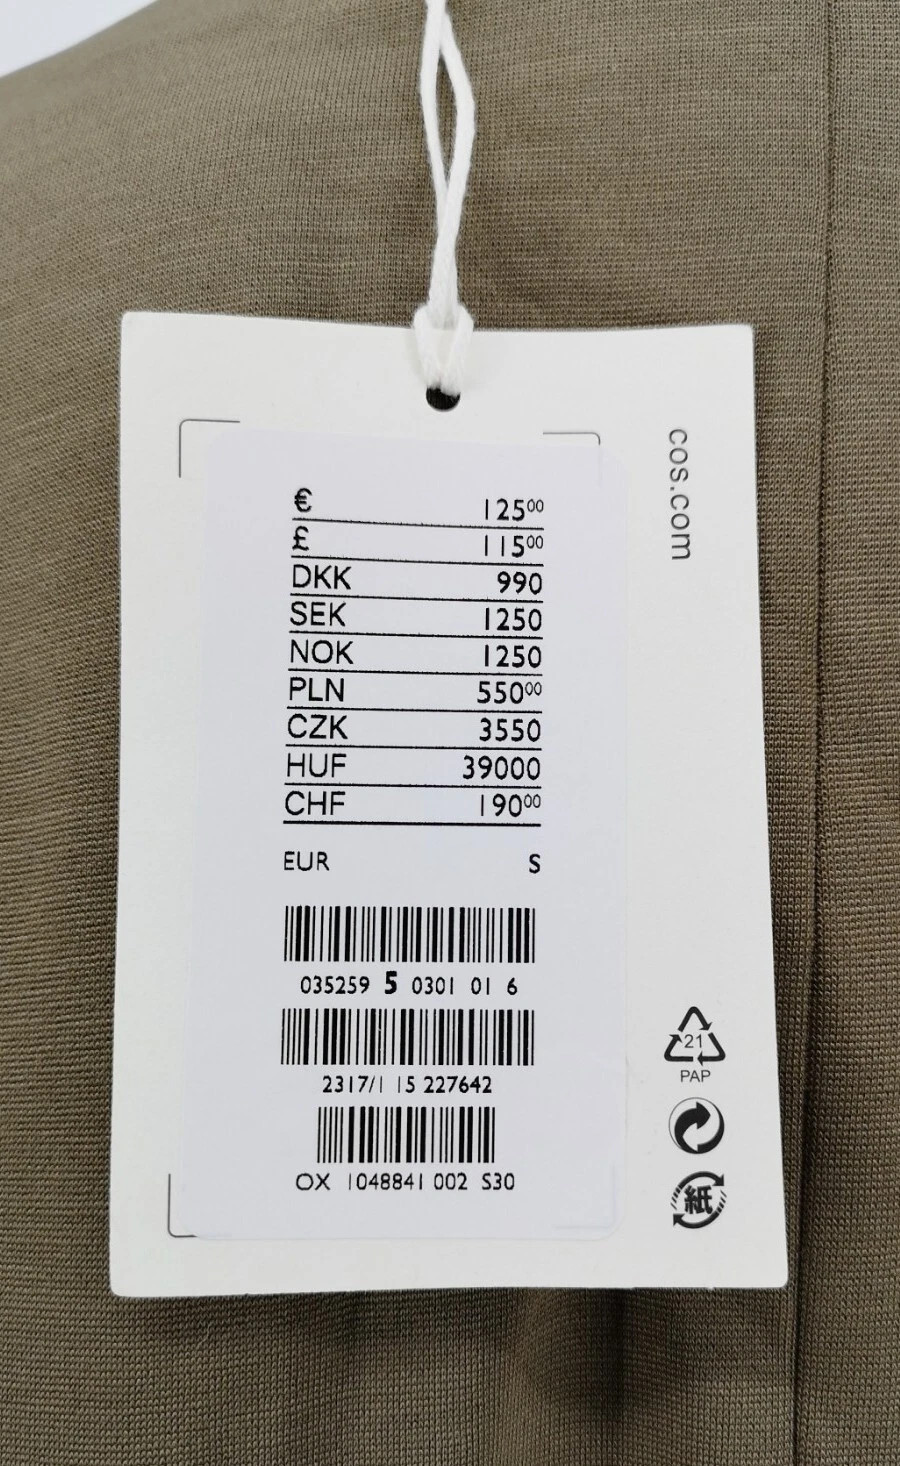 cos.com
€ 125⁰⁰
£ 115⁰⁰
DKK 990
SEK 1250
NOK 1250
PLN 550⁰⁰
CZK 3550
HUF 39000
CHF 190⁰⁰
EUR S
035259 5 0301 01 6
2317/1 15 227642
OX 1048841 002 S30
21
PAP
紙